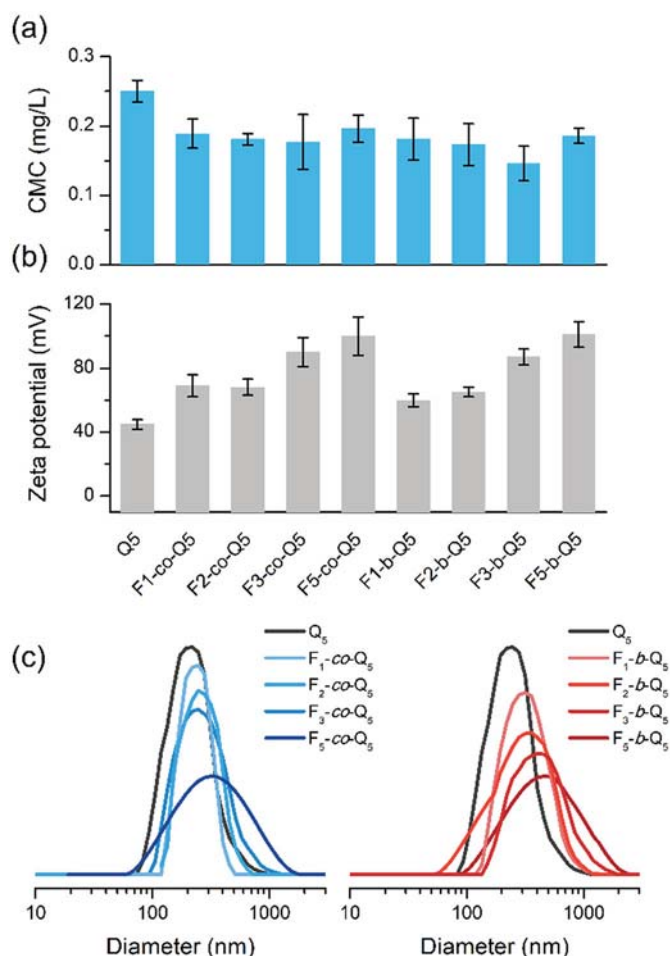 (a)
0.3
0.2
0.1
0.0
CMC (mg/L)
(b)
120
80
40
0
Zeta potential (mV)
Q5
F1-co-Q5
F2-co-Q5
F3-co-Q5
F5-co-Q5
F1-b-Q5
F2-b-Q5
F3-b-Q5
F5-b-Q5
(c)
Q₅
F₁-co-Q₅
F₂-co-Q₅
F₃-co-Q₅
F₅-co-Q₅
10 100 1000
Diameter (nm)
Q₅
F₁-b-Q₅
F₂-b-Q₅
F₃-b-Q₅
F₅-b-Q₅
10 100 1000
Diameter (nm)